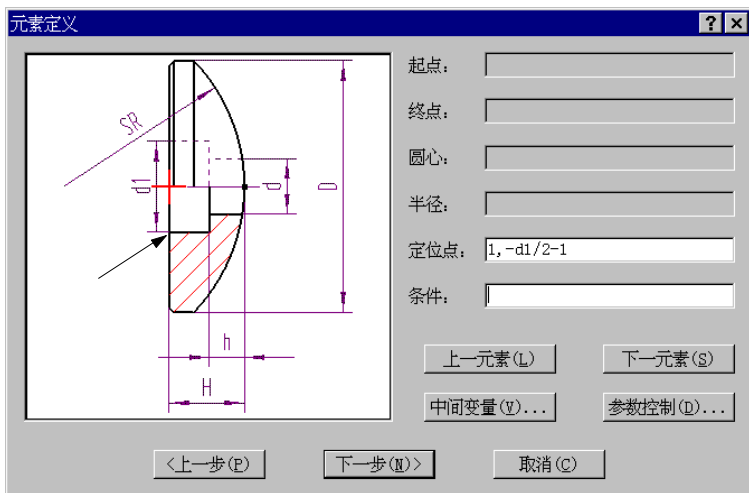 元素定义
起点:
终点:
圆心:
半径:
定位点: 1,-d1/2-1
条件:
SR
d1
d
D
h
H
上一元素(L)
下一元素(S)
中间变量(V)...
参数控制(D)...
<上一步(P)
下一步(N)>
取消(C)